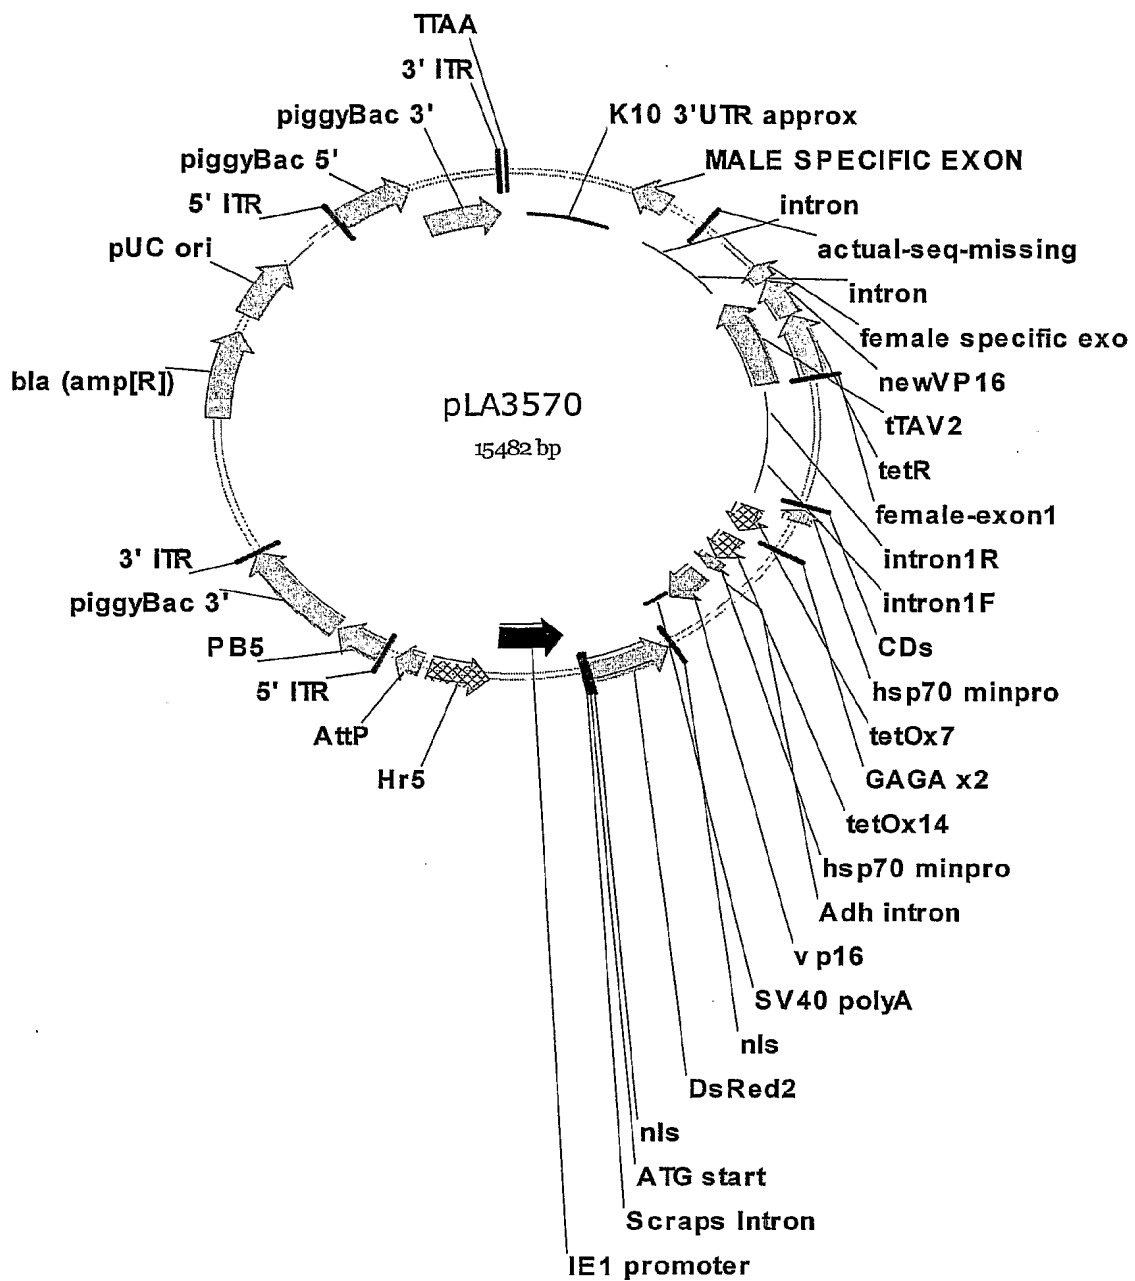 TTAA
3' ITR
piggyBac 3'
K10 3'UTR approx
piggyBac 5'
MALE SPECIFIC EXON
5' ITR
intron
pUC ori
actual-seq-missing
intron
female specific exo
bla (amp[R])
newVP16
pLA3570
tTAV2
15482 bp
tetR
female-exon1
3' ITR
intron1R
piggyBac 3'
intron1F
PB5
CDs
5' ITR
hsp70 minpro
AttP
tetOx7
Hr5
GAGA x2
tetOx14
hsp70 minpro
Adh intron
vp16
SV40 polyA
nls
DsRed2
nls
ATG start
Scraps Intron
IE1 promoter